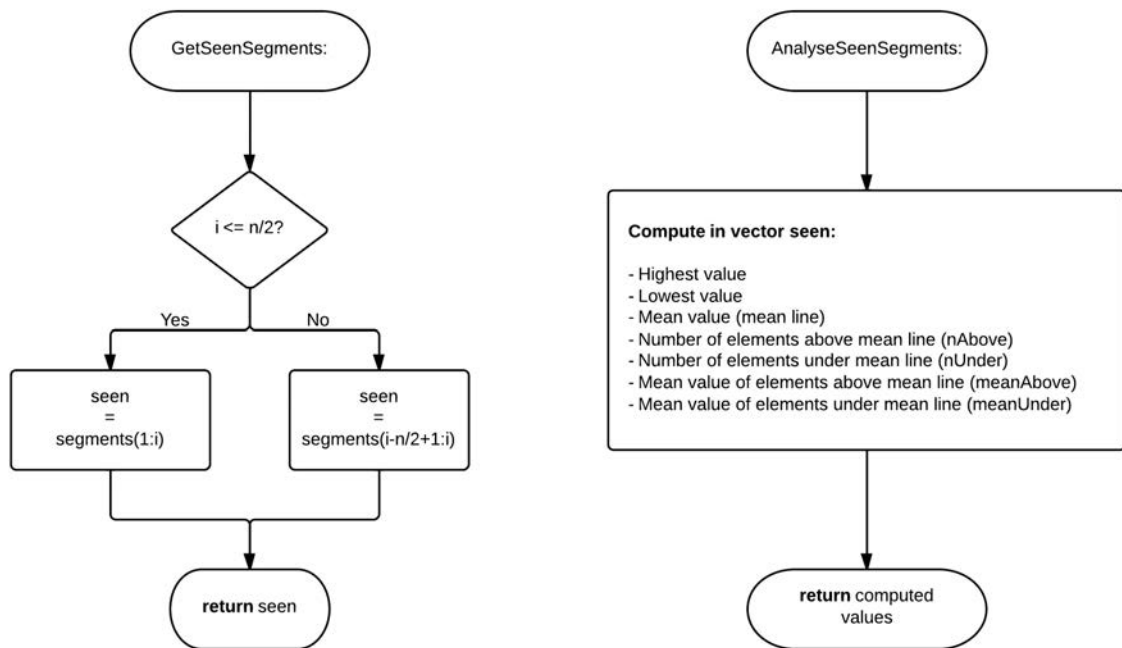 GetSeenSegments:
i <= n/2?
Yes
No
seen
=
segments(1:i)
seen
=
segments(i-n/2+1:i)
return seen
AnalyseSeenSegments:
Compute in vector seen:
- Highest value
- Lowest value
- Mean value (mean line)
- Number of elements above mean line (nAbove)
- Number of elements under mean line (nUnder)
- Mean value of elements above mean line (meanAbove)
- Mean value of elements under mean line (meanUnder)
return computed
values